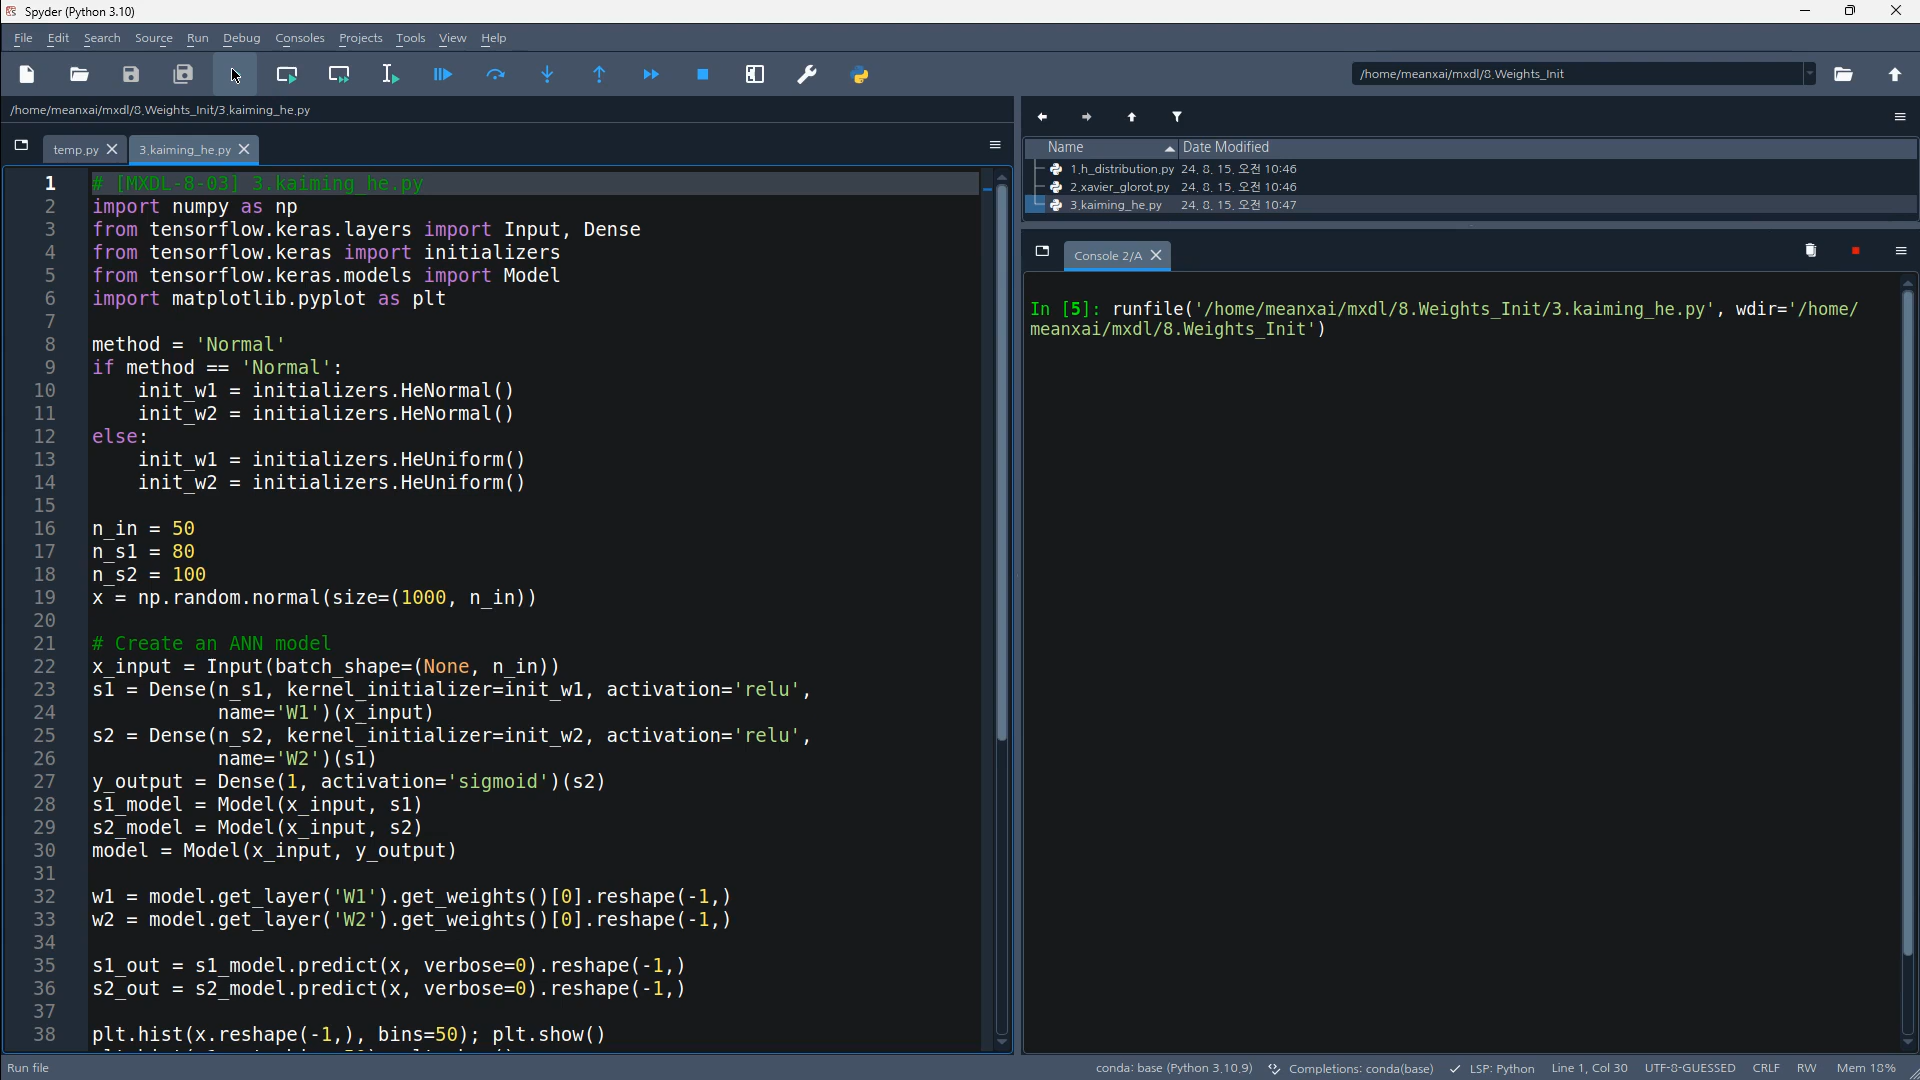 Spyder (Python 3.10)
File Edit Search Source Run Debug Consoles Projects Tools View Help
/home/meanxai/mxdl/8.Weights_Init
/home/meanxai/mxdl/8.Weights_Init/3.kaiming_he.py
temp.py
3.kaiming_he.py
1 # [MXDL-8-03] 3.kaiming_he.py
2 import numpy as np
3 from tensorflow.keras.layers import Input, Dense
4 from tensorflow.keras import initializers
5 from tensorflow.keras.models import Model
6 import matplotlib.pyplot as plt
7
8 method = 'Normal'
9 if method == 'Normal':
10     init_w1 = initializers.HeNormal()
11     init_w2 = initializers.HeNormal()
12 else:
13     init_w1 = initializers.HeUniform()
14     init_w2 = initializers.HeUniform()
15
16 n_in = 50
17 n_s1 = 80
18 n_s2 = 100
19 x = np.random.normal(size=(1000, n_in))
20
21 # Create an ANN model
22 x_input = Input(batch_shape=(None, n_in))
23 s1 = Dense(n_s1, kernel_initializer=init_w1, activation='relu',
24            name='W1')(x_input)
25 s2 = Dense(n_s2, kernel_initializer=init_w2, activation='relu',
26            name='W2')(s1)
27 y_output = Dense(1, activation='sigmoid')(s2)
28 s1_model = Model(x_input, s1)
29 s2_model = Model(x_input, s2)
30 model = Model(x_input, y_output)
31
32 w1 = model.get_layer('W1').get_weights()[0].reshape(-1,)
33 w2 = model.get_layer('W2').get_weights()[0].reshape(-1,)
34
35 s1_out = s1_model.predict(x, verbose=0).reshape(-1,)
36 s2_out = s2_model.predict(x, verbose=0).reshape(-1,)
37
38 plt.hist(x.reshape(-1,), bins=50); plt.show()
Name Date Modified
1.h_distribution.py 24. 8. 15. 오전 10:46
2.xavier_glorot.py 24. 8. 15. 오전 10:46
3.kaiming_he.py 24. 8. 15. 오전 10:47
Console 2/A
In [5]: runfile('/home/meanxai/mxdl/8.Weights_Init/3.kaiming_he.py', wdir='/home/
meanxai/mxdl/8.Weights_Init')
Run file
conda: base (Python 3.10.9) Completions: conda(base) LSP: Python Line 1, Col 30 UTF-8-GUESSED CRLF RW Mem 18%